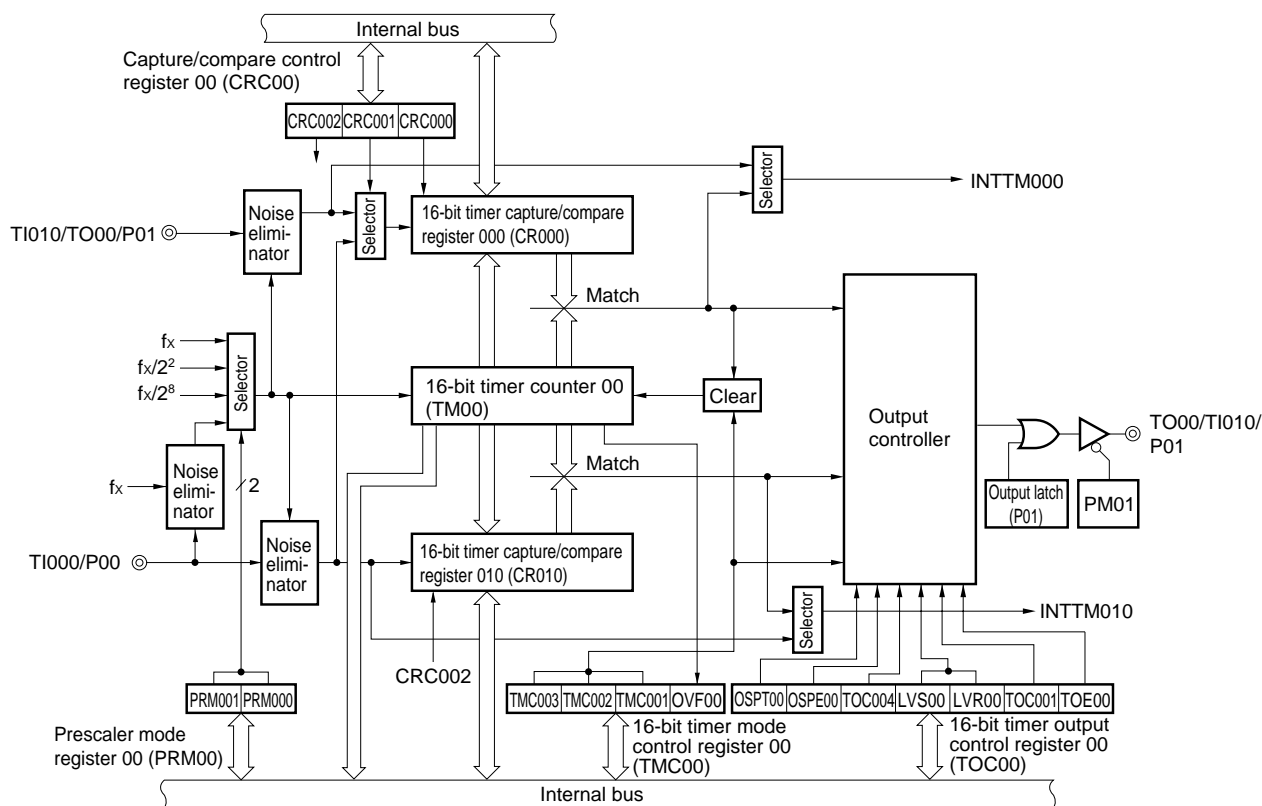 Internal bus
Capture/compare control
register 00 (CRC00)
CRC002 CRC001 CRC000
Selector
INTTM000
TI010/TO00/P01
Noise
elimi-
nator
Selector
16-bit timer capture/compare
register 000 (CR000)
Match
fX
fX/2²
fX/2⁸
Selector
16-bit timer counter 00
(TM00)
Clear
Output
controller
TO00/TI010/
P01
Output latch
(P01)
PM01
fX
Noise
elimi-
nator
2
Match
TI000/P00
Noise
elimi-
nator
16-bit timer capture/compare
register 010 (CR010)
Selector
INTTM010
CRC002
PRM001 PRM000
TMC003 TMC002 TMC001 OVF00
OSPT00 OSPE00 TOC004 LVS00 LVR00 TOC001 TOE00
Prescaler mode
register 00 (PRM00)
16-bit timer mode
control register 00
(TMC00)
16-bit timer output
control register 00
(TOC00)
Internal bus